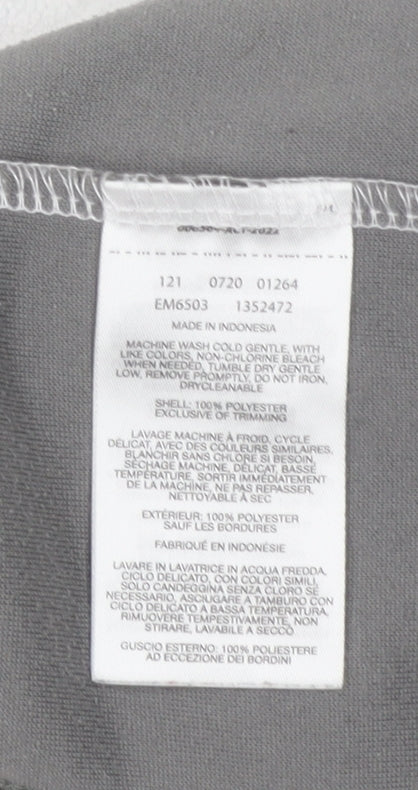 121 0720 01264
EM6503 1352472
MADE IN INDONESIA
MACHINE WASH COLD GENTLE, WITH
LIKE COLORS, NON-CHLORINE BLEACH
WHEN NEEDED, TUMBLE DRY GENTLE
LOW, REMOVE PROMPTLY, DO NOT IRON,
DRYCLEANABLE
SHELL: 100% POLYESTER
EXCLUSIVE OF TRIMMING
LAVAGE MACHINE À FROID, CYCLE
DÉLICAT, AVEC DES COULEURS SIMILAIRES,
BLANCHIR SANS CHLORE SI BESOIN,
SÉCHAGE MACHINE, DÉLICAT, BASSE
TEMPÉRATURE, SORTIR IMMÉDIATEMENT
DE LA MACHINE, NE PAS REPASSER,
NETTOYABLE À SEC
EXTÉRIEUR: 100% POLYESTER
SAUF LES BORDURES
FABRIQUÉ EN INDONÉSIE
LAVARE IN LAVATRICE IN ACQUA FREDDA,
CICLO DELICATO, CON COLORI SIMILI,
SOLO CANDEGGINA SENZA CLORO SE
NECESSARIO, ASCIUGARE A TAMBURO CON
CICLO DELICATO A BASSA TEMPERATURA,
RIMUOVERE TEMPESTIVAMENTE, NON
STIRARE, LAVABILE A SECCO
GUSCIO ESTERNO: 100% POLIESTERE
AD ECCEZIONE DEI BORDINI